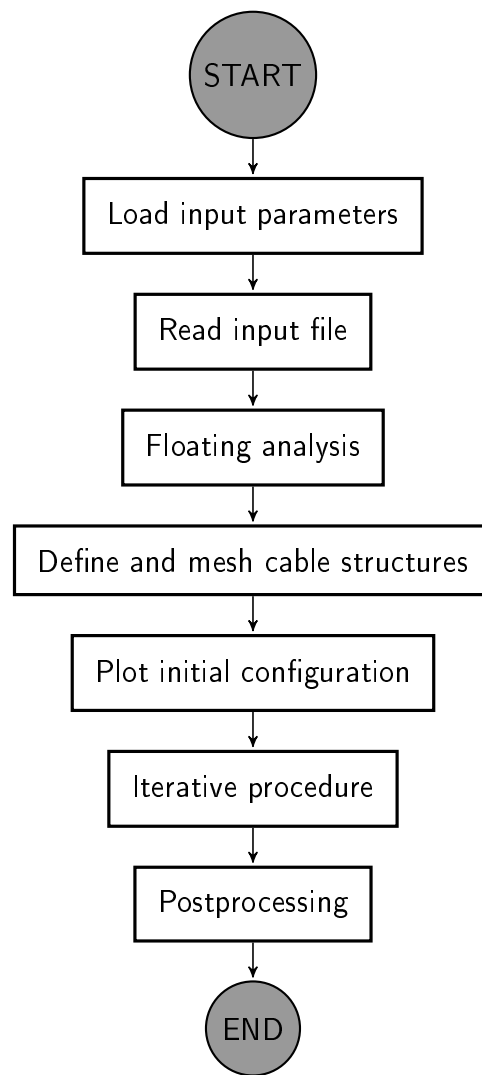 START
Load input parameters
Read input file
Floating analysis
Define and mesh cable structures
Plot initial configuration
Iterative procedure
Postprocessing
END